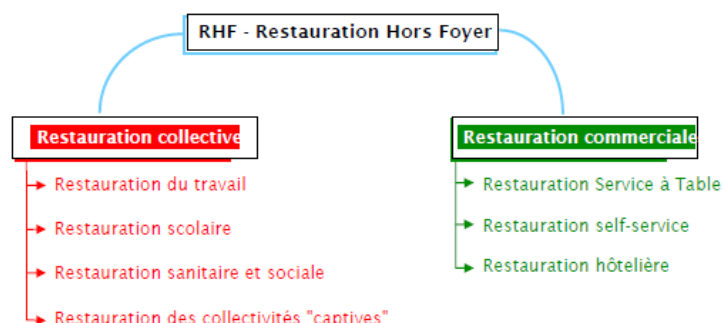 RHF - Restauration Hors Foyer
Restauration collective
Restauration du travail
Restauration scolaire
Restauration sanitaire et sociale
Restauration des collectivités "captives"
Restauration commerciale
Restauration Service à Table
Restauration self-service
Restauration hôtelière